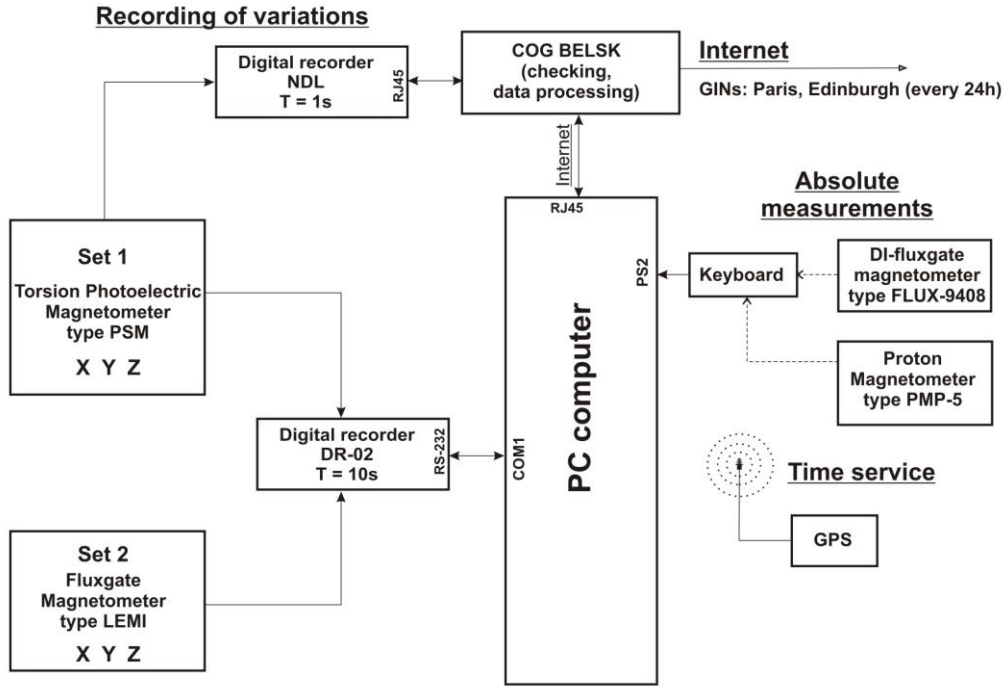 Recording of variations
Digital recorder
NDL
T = 1s
RJ45
COG BELSK
(checking,
data processing)
Internet
GINs: Paris, Edinburgh (every 24h)
Internet
Set 1
Torsion Photoelectric
Magnetometer
type PSM
X Y Z
Digital recorder
DR-02
T = 10s
RS-232
Set 2
Fluxgate
Magnetometer
type LEMI
X Y Z
RJ45
COM1
PC computer
PS2
Absolute
measurements
Keyboard
DI-fluxgate
magnetometer
type FLUX-9408
Proton
Magnetometer
type PMP-5
Time service
GPS